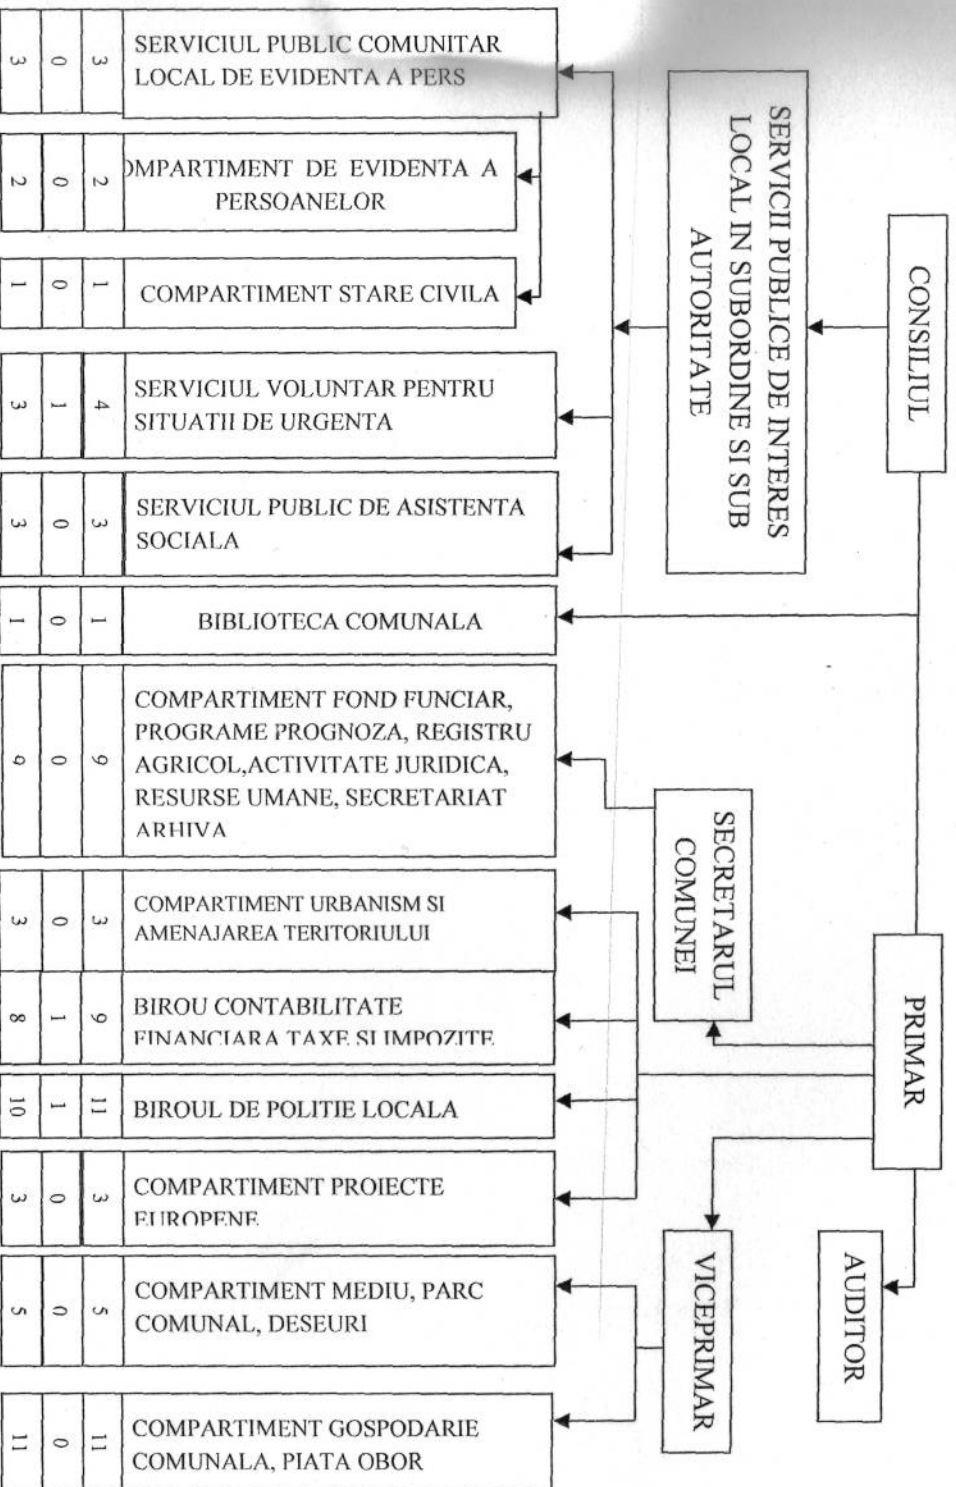 CONSILIUL
PRIMAR
AUDITOR
SERVICII PUBLICE DE INTERES
LOCAL IN SUBORDINE SI SUB
AUTORITATE
SECRETARUL
COMUNEI
VICEPRIMAR
SERVICIUL PUBLIC COMUNITAR
LOCAL DE EVIDENTA A PERS
3
0
3
OMPARTIMENT DE EVIDENTA A
PERSOANELOR
2
0
2
COMPARTIMENT STARE CIVILA
1
0
1
SERVICIUL VOLUNTAR PENTRU
SITUATII DE URGENTA
4
1
3
SERVICIUL PUBLIC DE ASISTENTA
SOCIALA
3
0
3
BIBLIOTECA COMUNALA
1
0
1
COMPARTIMENT FOND FUNCIAR,
PROGRAME PROGNOZA, REGISTRU
AGRICOL,ACTIVITATE JURIDICA,
RESURSE UMANE, SECRETARIAT
ARHIVA
9
0
9
COMPARTIMENT URBANISM SI
AMENAJAREA TERITORIULUI
3
0
3
BIROU CONTABILITATE
FINANCIARA TAXE SI IMPOZITE
9
1
8
BIROUL DE POLITIE LOCALA
11
1
10
COMPARTIMENT PROIECTE
EUROPENE
3
0
3
COMPARTIMENT MEDIU, PARC
COMUNAL, DESEURI
5
0
5
COMPARTIMENT GOSPODARIE
COMUNALA, PIATA OBOR
11
0
11